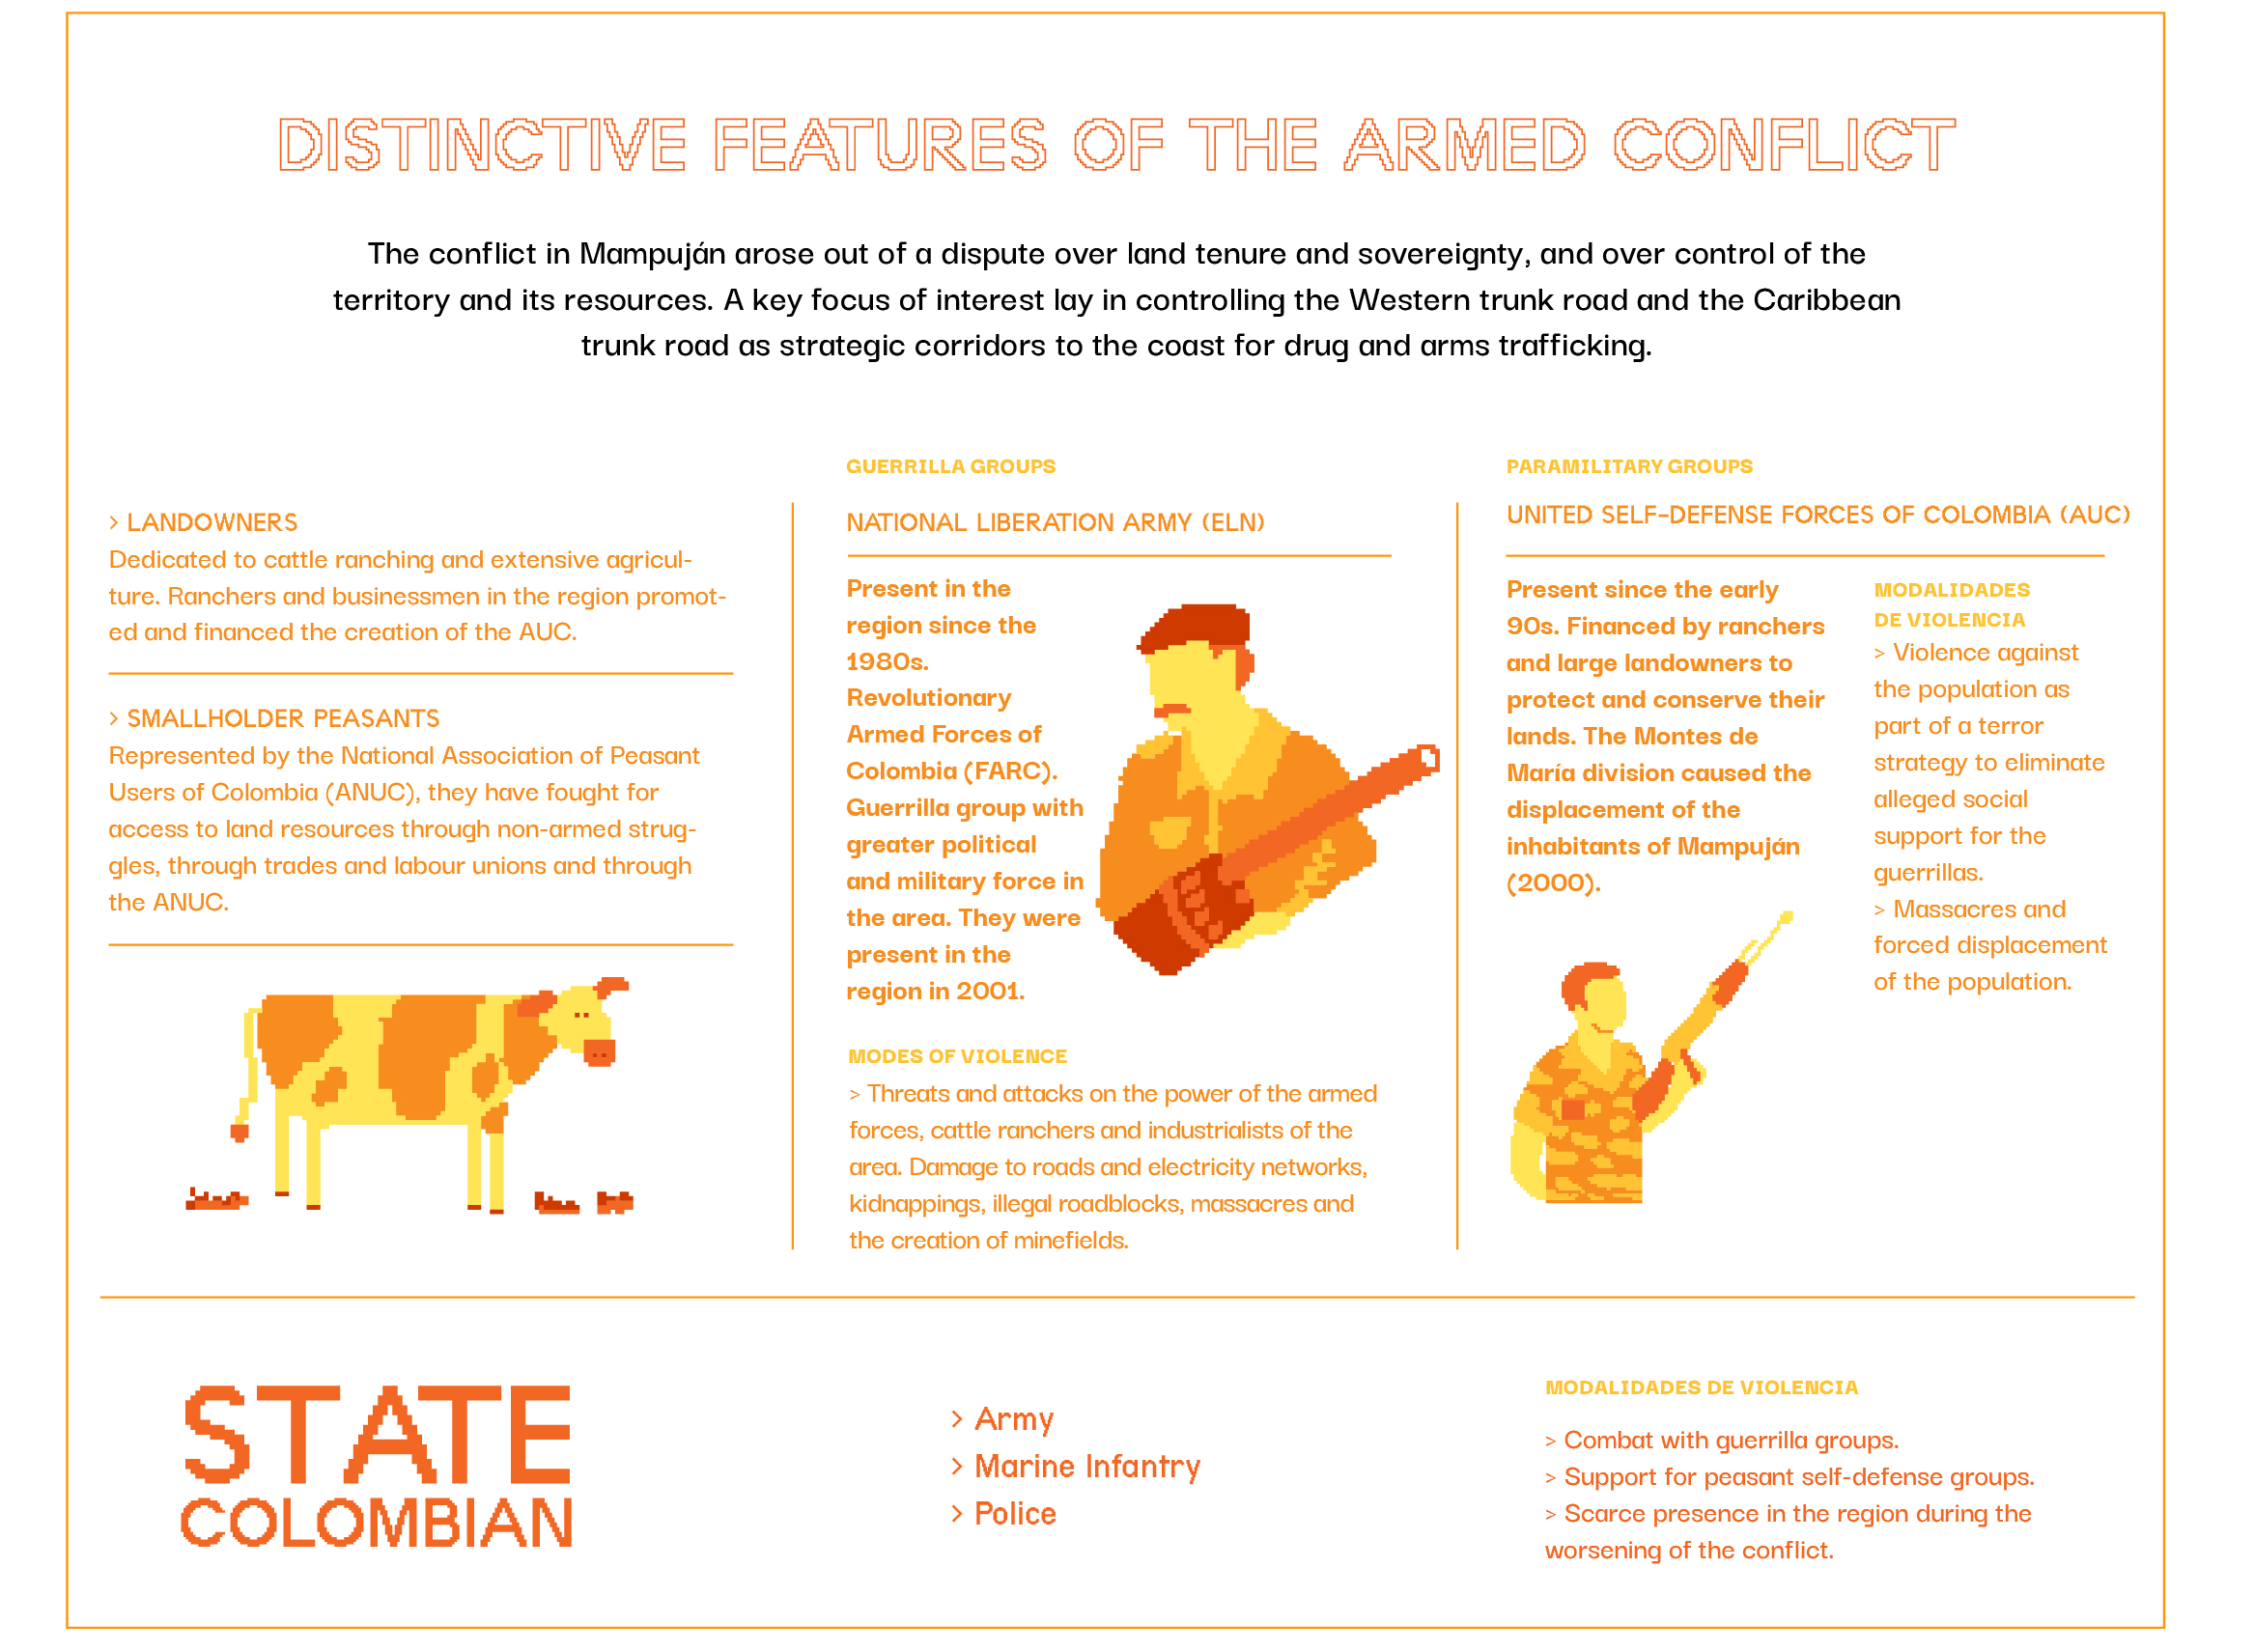 DISTINCTIVE FEATURES OF THE ARMED CONFLICT
The conflict in Mampuján arose out of a dispute over land tenure and sovereignty, and over control of the
territory and its resources. A key focus of interest lay in controlling the Western trunk road and the Caribbean
trunk road as strategic corridors to the coast for drug and arms trafficking.
> LANDOWNERS
Dedicated to cattle ranching and extensive agricul-
ture. Ranchers and businessmen in the region promot-
ed and financed the creation of the AUC.
> SMALLHOLDER PEASANTS
Represented by the National Association of Peasant
Users of Colombia (ANUC), they have fought for
access to land resources through non-armed strug-
gles, through trades and labour unions and through
the ANUC.
GUERRILLA GROUPS
NATIONAL LIBERATION ARMY (ELN)
Present in the
region since the
1980s.
Revolutionary
Armed Forces of
Colombia (FARC).
Guerrilla group with
greater political
and military force in
the area. They were
present in the
region in 2001.
MODES OF VIOLENCE
> Threats and attacks on the power of the armed
forces, cattle ranchers and industrialists of the
area. Damage to roads and electricity networks,
kidnappings, illegal roadblocks, massacres and
the creation of minefields.
PARAMILITARY GROUPS
UNITED SELF-DEFENSE FORCES OF COLOMBIA (AUC)
Present since the early
90s. Financed by ranchers
and large landowners to
protect and conserve their
lands. The Montes de
María division caused the
displacement of the
inhabitants of Mampuján
(2000).
MODALIDADES
DE VIOLENCIA
> Violence against
the population as
part of a terror
strategy to eliminate
alleged social
support for the
guerrillas.
> Massacres and
forced displacement
of the population.
STATE
COLOMBIAN
> Army
> Marine Infantry
> Police
MODALIDADES DE VIOLENCIA
> Combat with guerrilla groups.
> Support for peasant self-defense groups.
> Scarce presence in the region during the
worsening of the conflict.